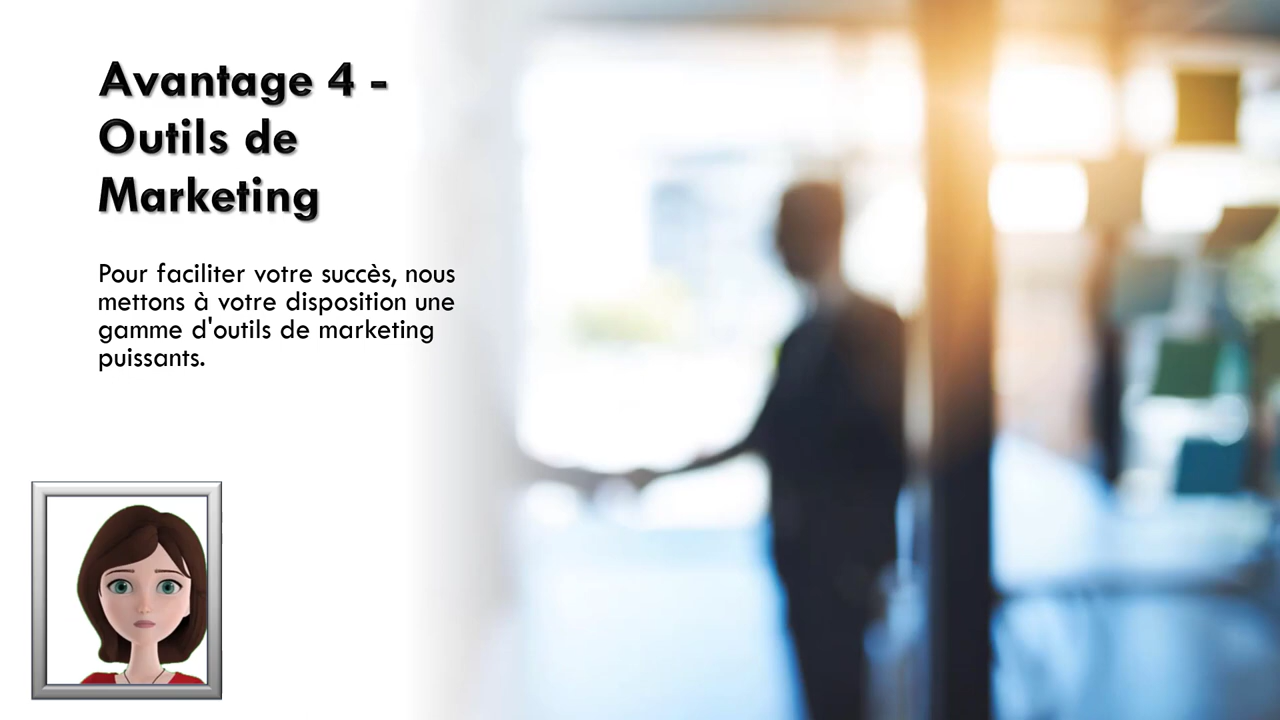 Avantage 4 -
Outils de
Marketing
Pour faciliter votre succès, nous
mettons à votre disposition une
gamme d'outils de marketing
puissants.